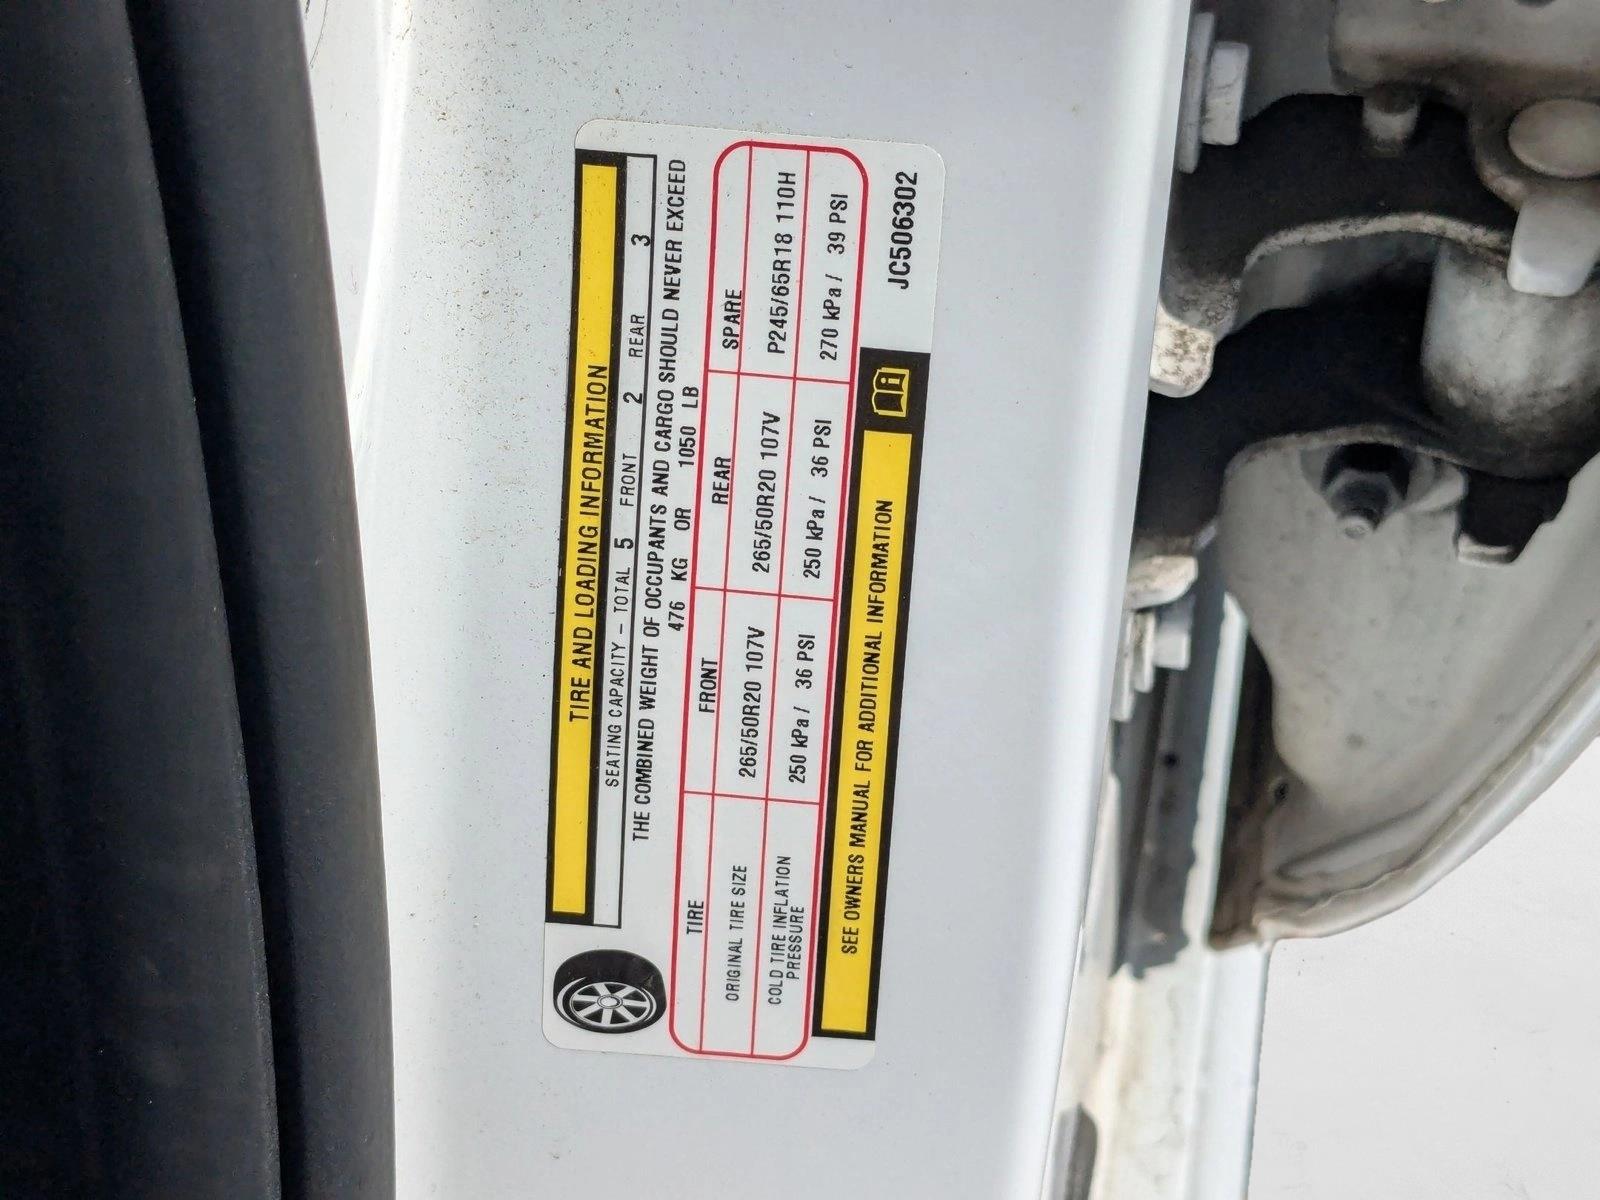 TIRE AND LOADING INFORMATION
SEATING CAPACITY – TOTAL 5 FRONT 2 REAR 3
THE COMBINED WEIGHT OF OCCUPANTS AND CARGO SHOULD NEVER EXCEED
476 KG OR 1050 LB
TIRE FRONT REAR SPARE
ORIGINAL TIRE SIZE 265/50R20 107V 265/50R20 107V P245/65R18 110H
COLD TIRE INFLATION PRESSURE 250 kPa / 36 PSI 250 kPa / 36 PSI 270 kPa / 39 PSI
SEE OWNERS MANUAL FOR ADDITIONAL INFORMATION
JC506302